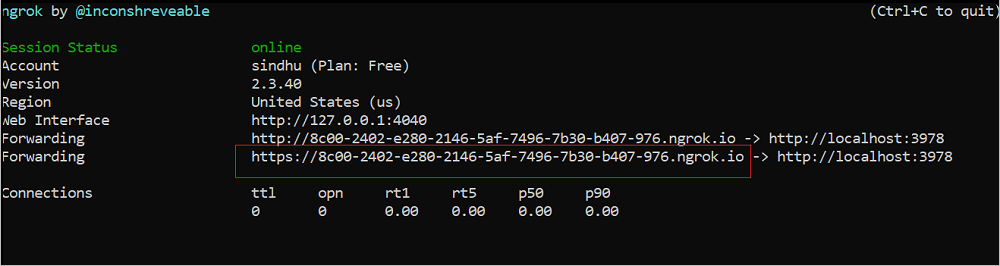 ngrok by @inconshreveable (Ctrl+C to quit)
Session Status online
Account sindhu (Plan: Free)
Version 2.3.40
Region United States (us)
Web Interface http://127.0.0.1:4040
Forwarding http://8c00-2402-e280-2146-5af-7496-7b30-b407-976.ngrok.io -> http://localhost:3978
Forwarding https://8c00-2402-e280-2146-5af-7496-7b30-b407-976.ngrok.io -> http://localhost:3978
Connections ttl opn rt1 rt5 p50 p90
0 0 0.00 0.00 0.00 0.00